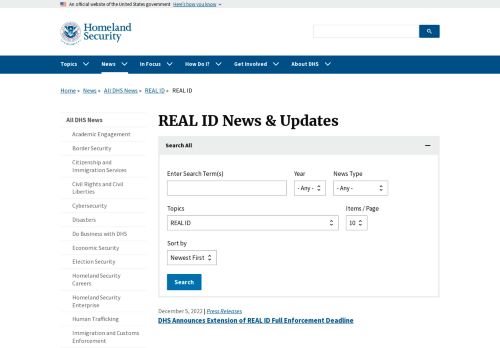 An official website of the United States government Here's how you know
Homeland Security
Topics News In Focus How Do I? Get Involved About DHS
Home » News » All DHS News » REAL ID » REAL ID
All DHS News
Academic Engagement
Border Security
Citizenship and
Immigration Services
Civil Rights and Civil
Liberties
Cybersecurity
Disasters
Do Business with DHS
Economic Security
Election Security
Homeland Security
Careers
Homeland Security
Enterprise
Human Trafficking
Immigration and Customs
Enforcement
REAL ID News & Updates
Search All
Enter Search Term(s) Year News Type
- Any - - Any -
Topics Items / Page
REAL ID 10
Sort by
Newest First
Search
December 5, 2022 | Press Releases
DHS Announces Extension of REAL ID Full Enforcement Deadline